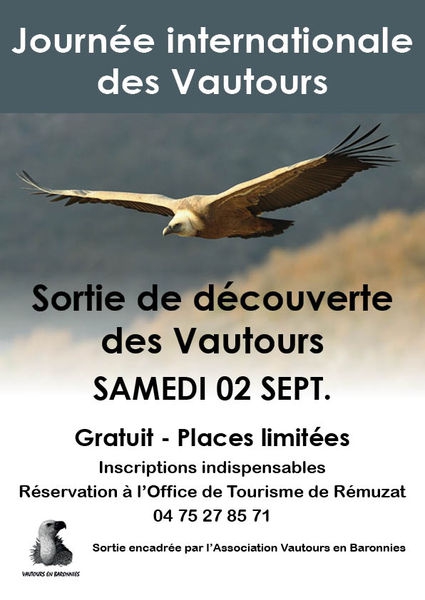 Journée internationale
des Vautours
Sortie de découverte
des Vautours
SAMEDI 02 SEPT.
Gratuit - Places limitées
Inscriptions indispensables
Réservation à l'Office de Tourisme de Rémuzat
04 75 27 85 71
Sortie encadrée par l'Association Vautours en Baronnies
VAUTOURS EN BARONNIES